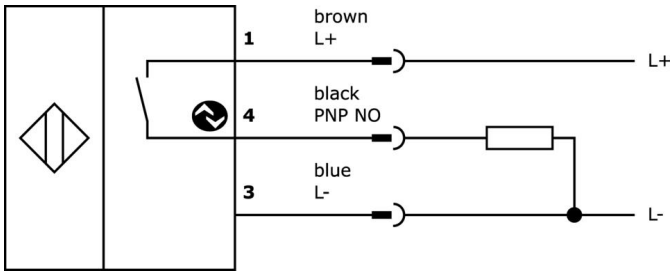 brown
1 L+ L+
black
4 PNP NO
blue
3 L- L-